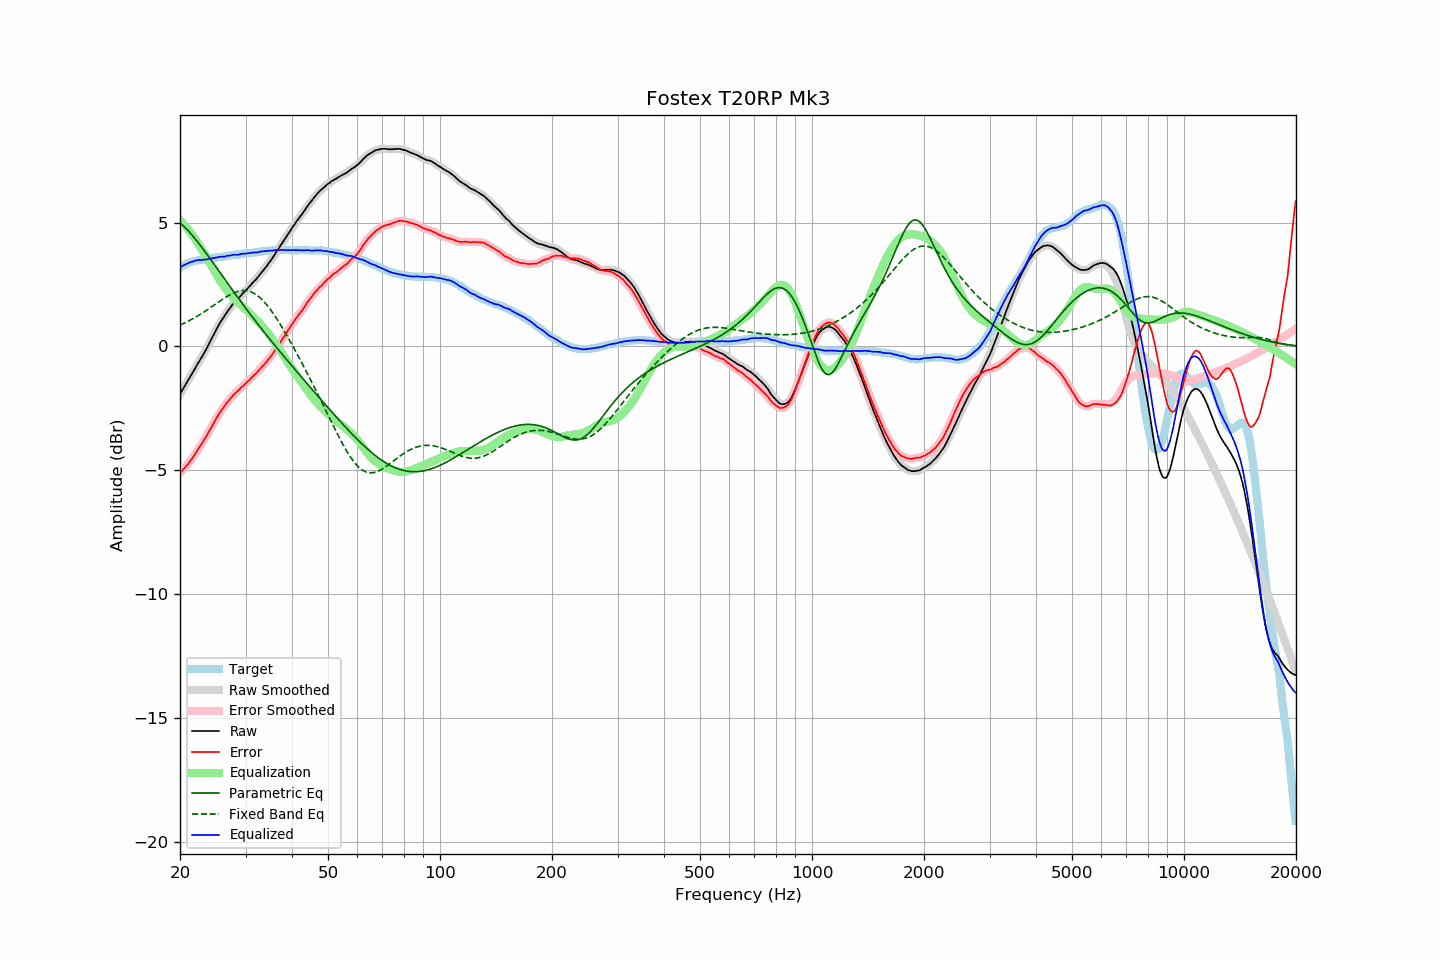 Fostex T20RP Mk3
5
0
−5
−10
−15
−20
Amplitude (dBr)
Target
Raw Smoothed
Error Smoothed
Raw
Error
Equalization
Parametric Eq
Fixed Band Eq
Equalized
20 50 100 200 500 1000 2000 5000 10000 20000
Frequency (Hz)